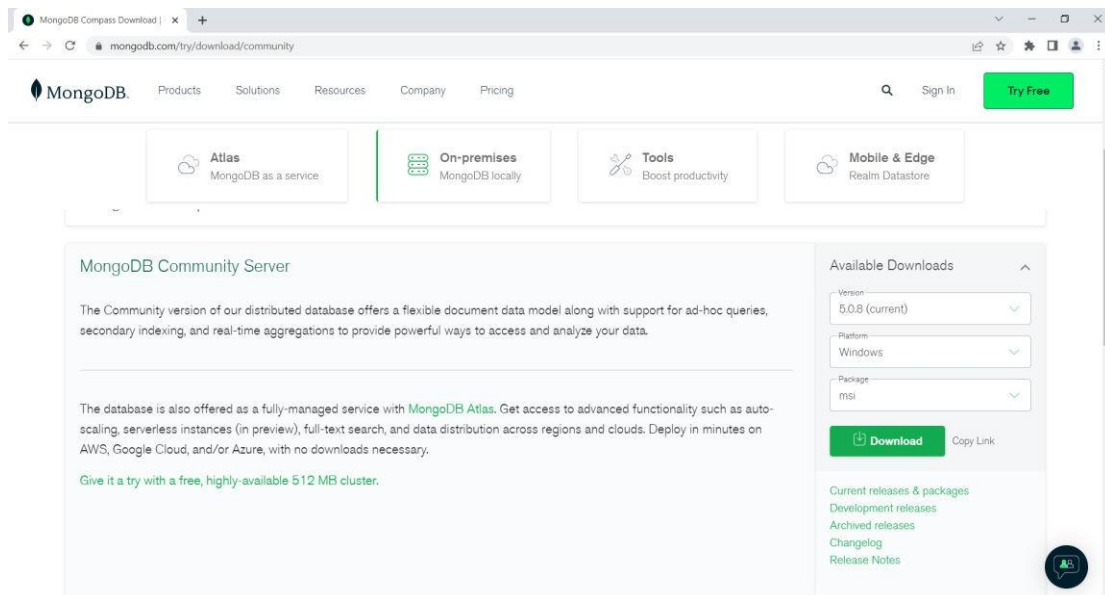 MongoDB Compass Download |
mongodb.com/try/download/community
MongoDB. Products Solutions Resources Company Pricing Sign In Try Free
Atlas
MongoDB as a service
On-premises
MongoDB locally
Tools
Boost productivity
Mobile & Edge
Realm Datastore
MongoDB Community Server
The Community version of our distributed database offers a flexible document data model along with support for ad-hoc queries,
secondary indexing, and real-time aggregations to provide powerful ways to access and analyze your data.
The database is also offered as a fully-managed service with MongoDB Atlas. Get access to advanced functionality such as auto-
scaling, serverless instances (in preview), full-text search, and data distribution across regions and clouds. Deploy in minutes on
AWS, Google Cloud, and/or Azure, with no downloads necessary.
Give it a try with a free, highly-available 512 MB cluster.
Available Downloads
Version
5.0.8 (current)
Platform
Windows
Package
msi
Download Copy Link
Current releases & packages
Development releases
Archived releases
Changelog
Release Notes